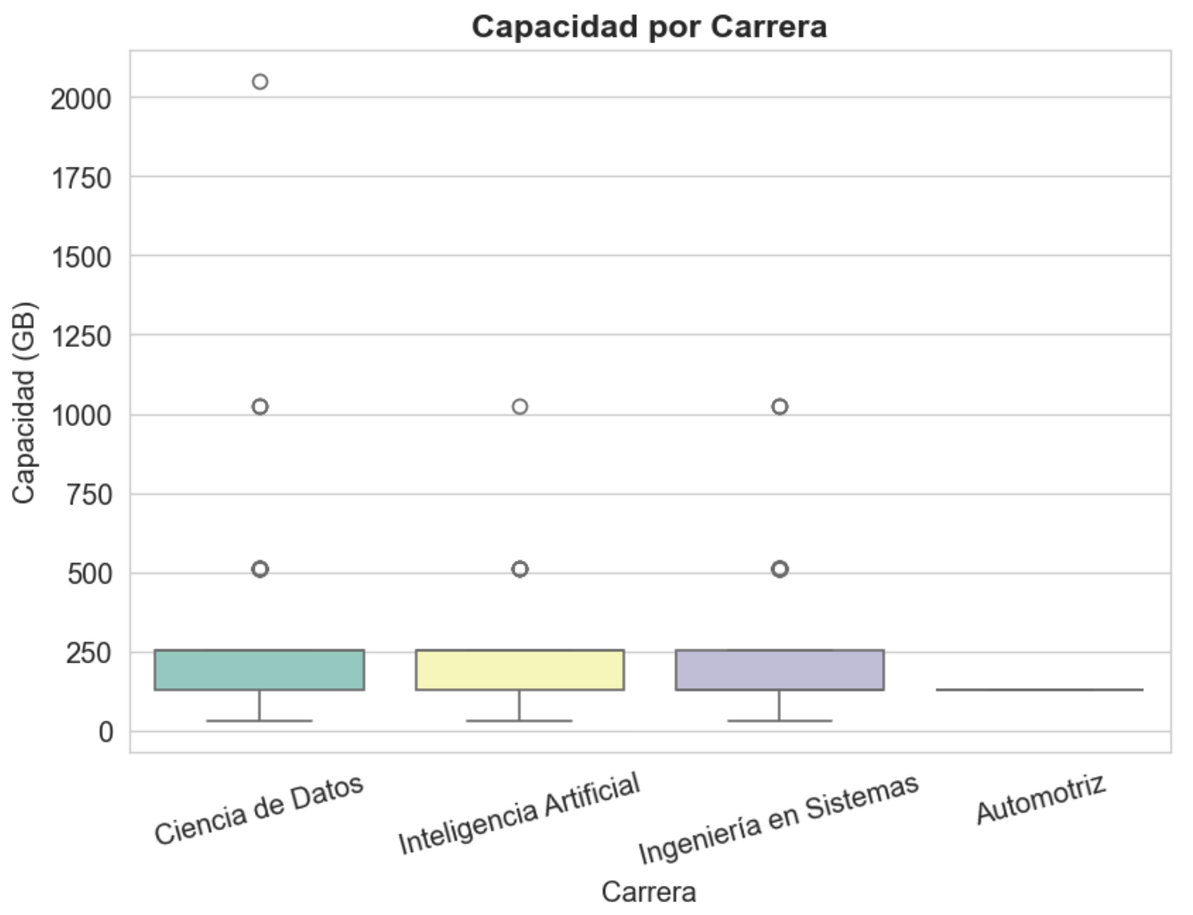 Capacidad por Carrera
2000
1750
1500
1250
1000
750
500
250
0
Capacidad (GB)
Ciencia de Datos
Inteligencia Artificial
Ingeniería en Sistemas
Automotriz
Carrera